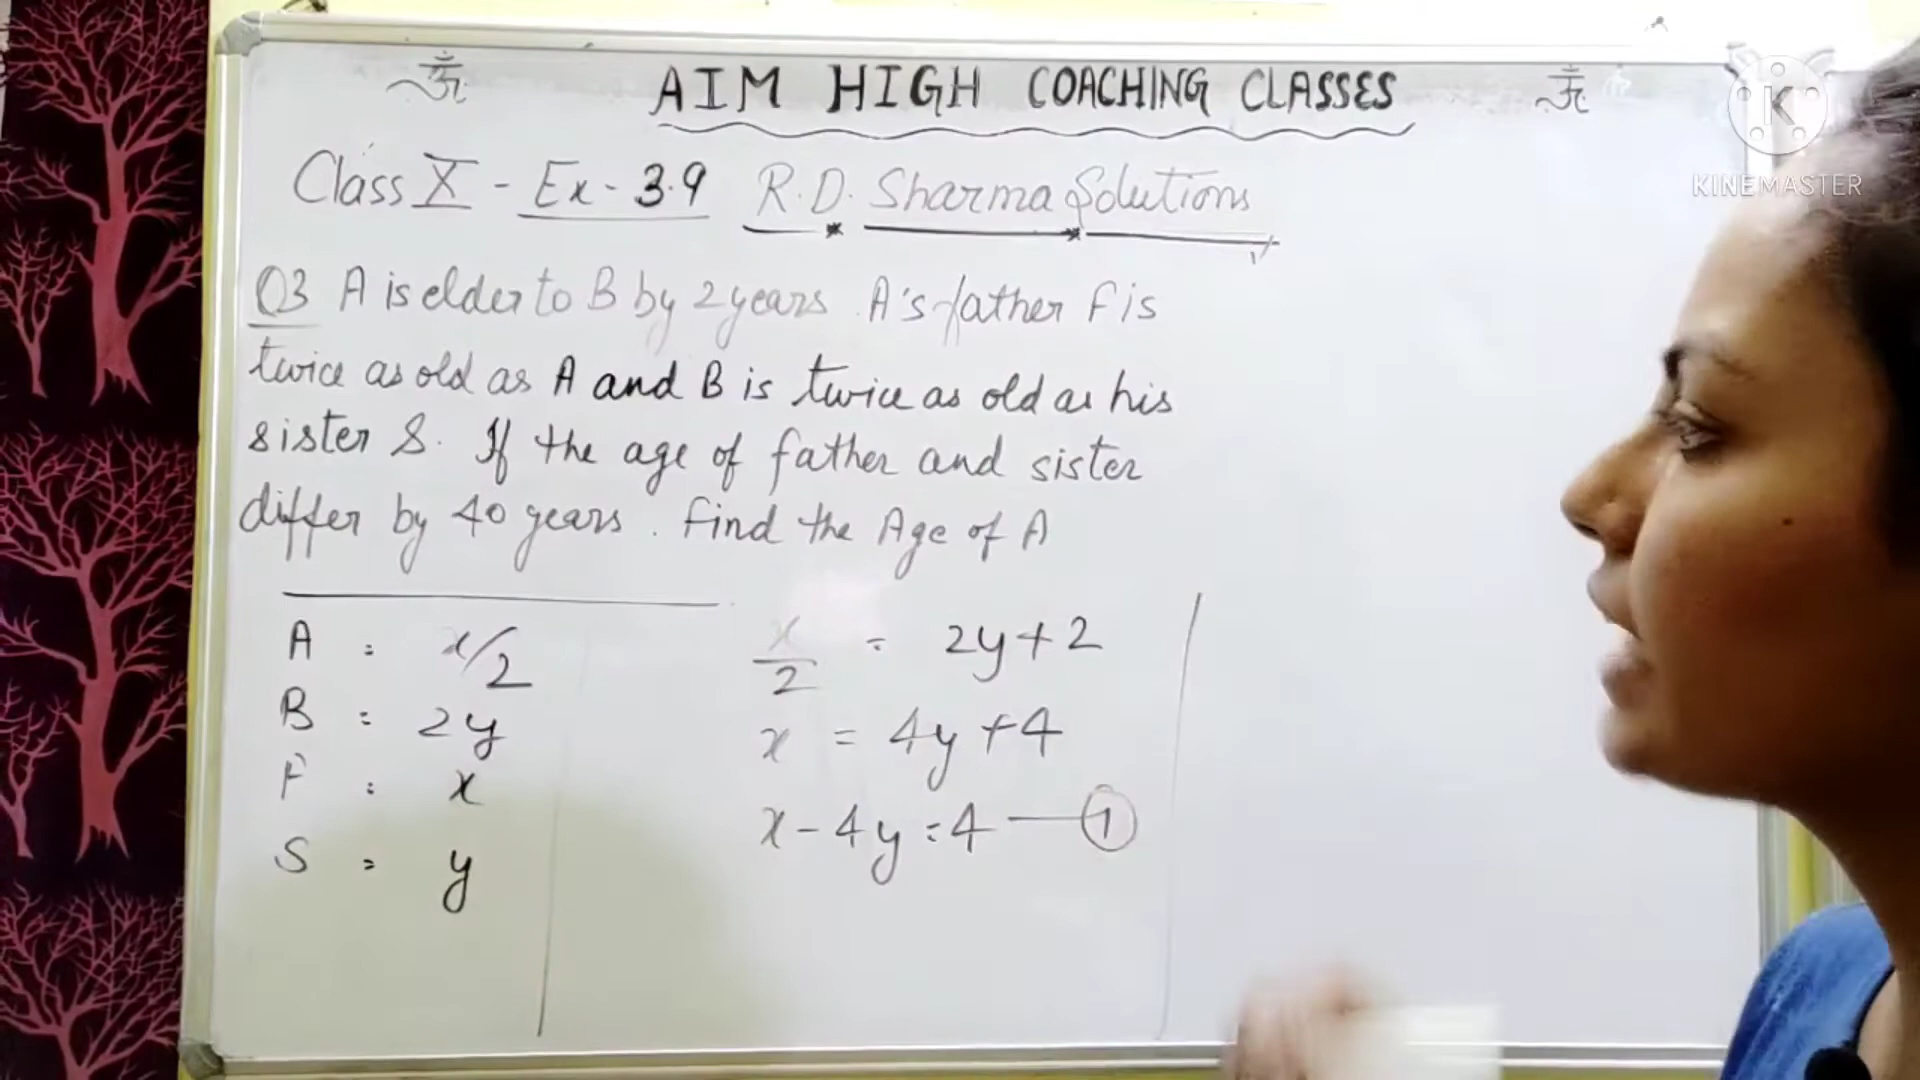 ॐ AIM HIGH COACHING CLASSES ॐ
K
KINEMASTER
Class X - Ex - 3.9 R.D. Sharma Solutions
Q3 A is elder to B by 2 years. A's father F is
twice as old as A and B is twice as old as his
sister S. If the age of father and sister
differ by 40 years. Find the Age of A
A = x/2
B = 2y
F = x
S = y
x/2 = 2y+2
x = 4y+4
x-4y=4 — ①